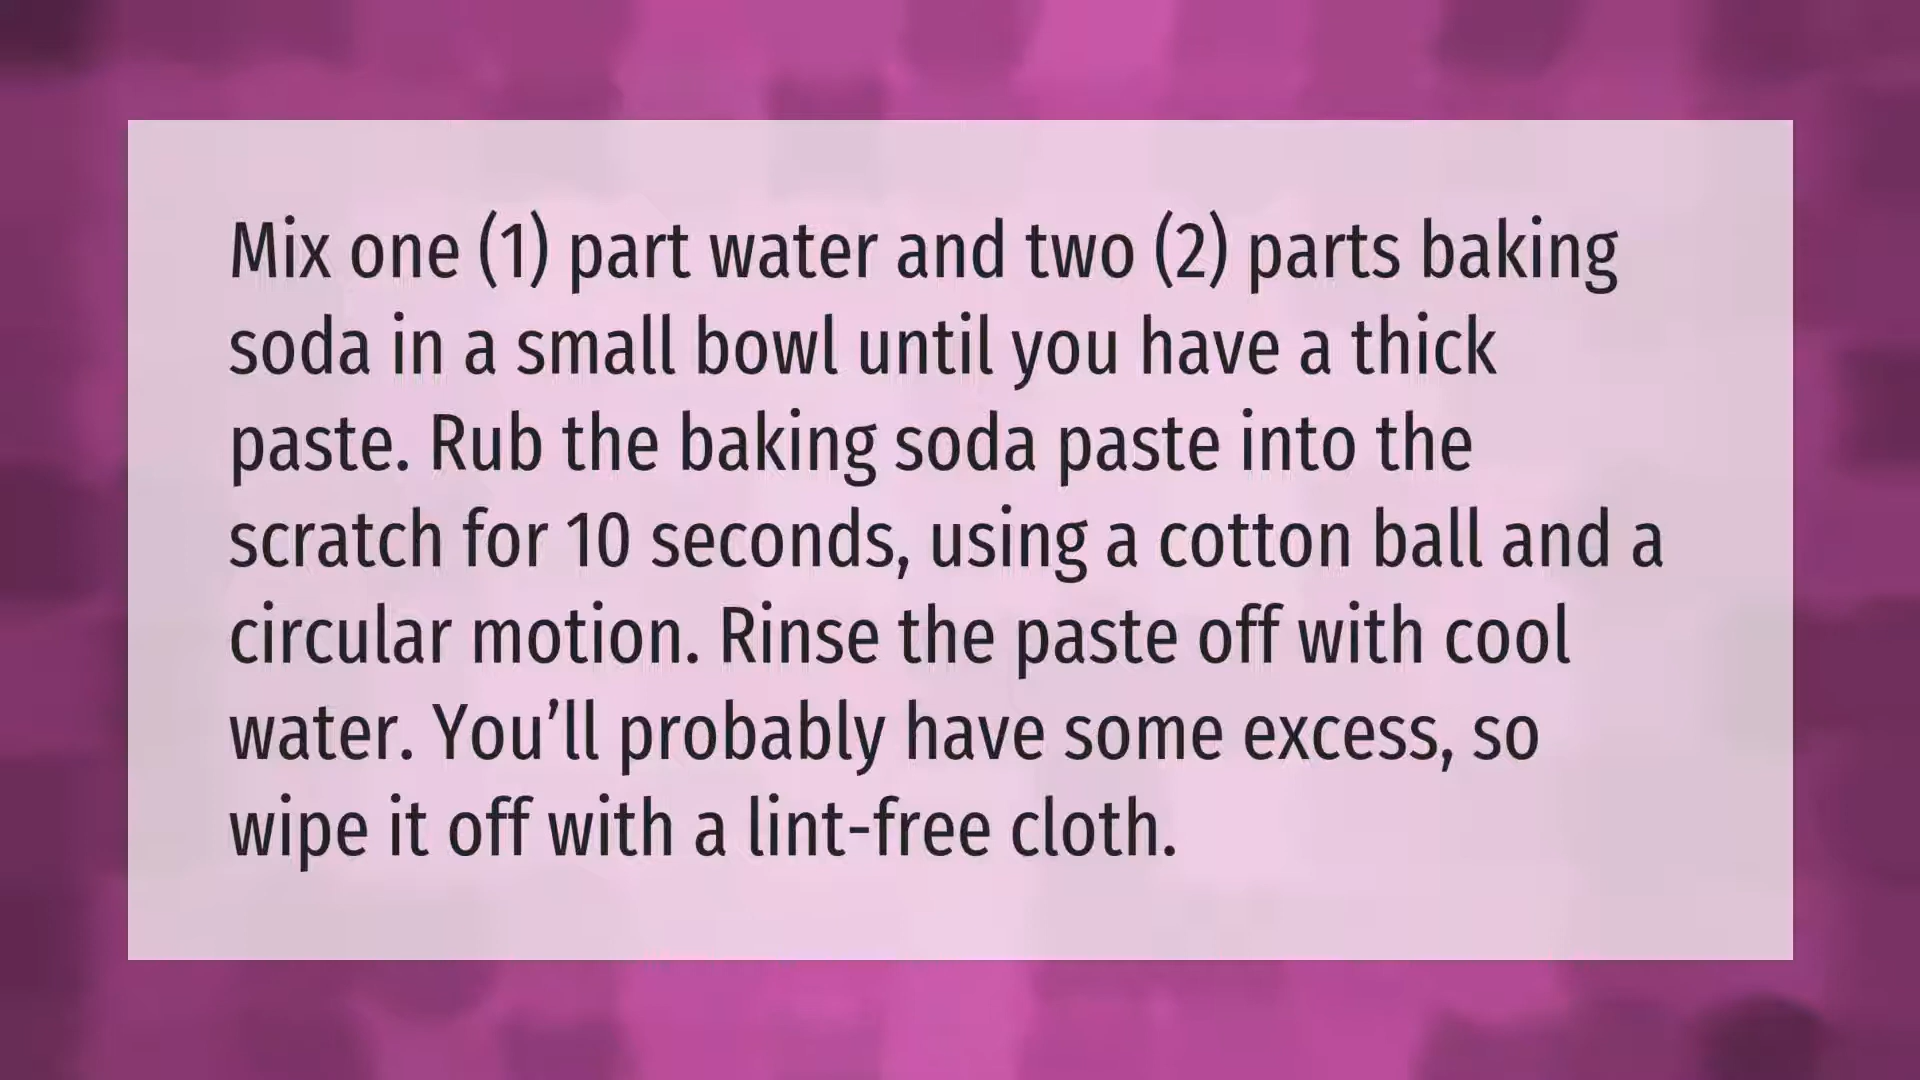 Mix one (1) part water and two (2) parts baking
soda in a small bowl until you have a thick
paste. Rub the baking soda paste into the
scratch for 10 seconds, using a cotton ball and a
circular motion. Rinse the paste off with cool
water. You’ll probably have some excess, so
wipe it off with a lint-free cloth.